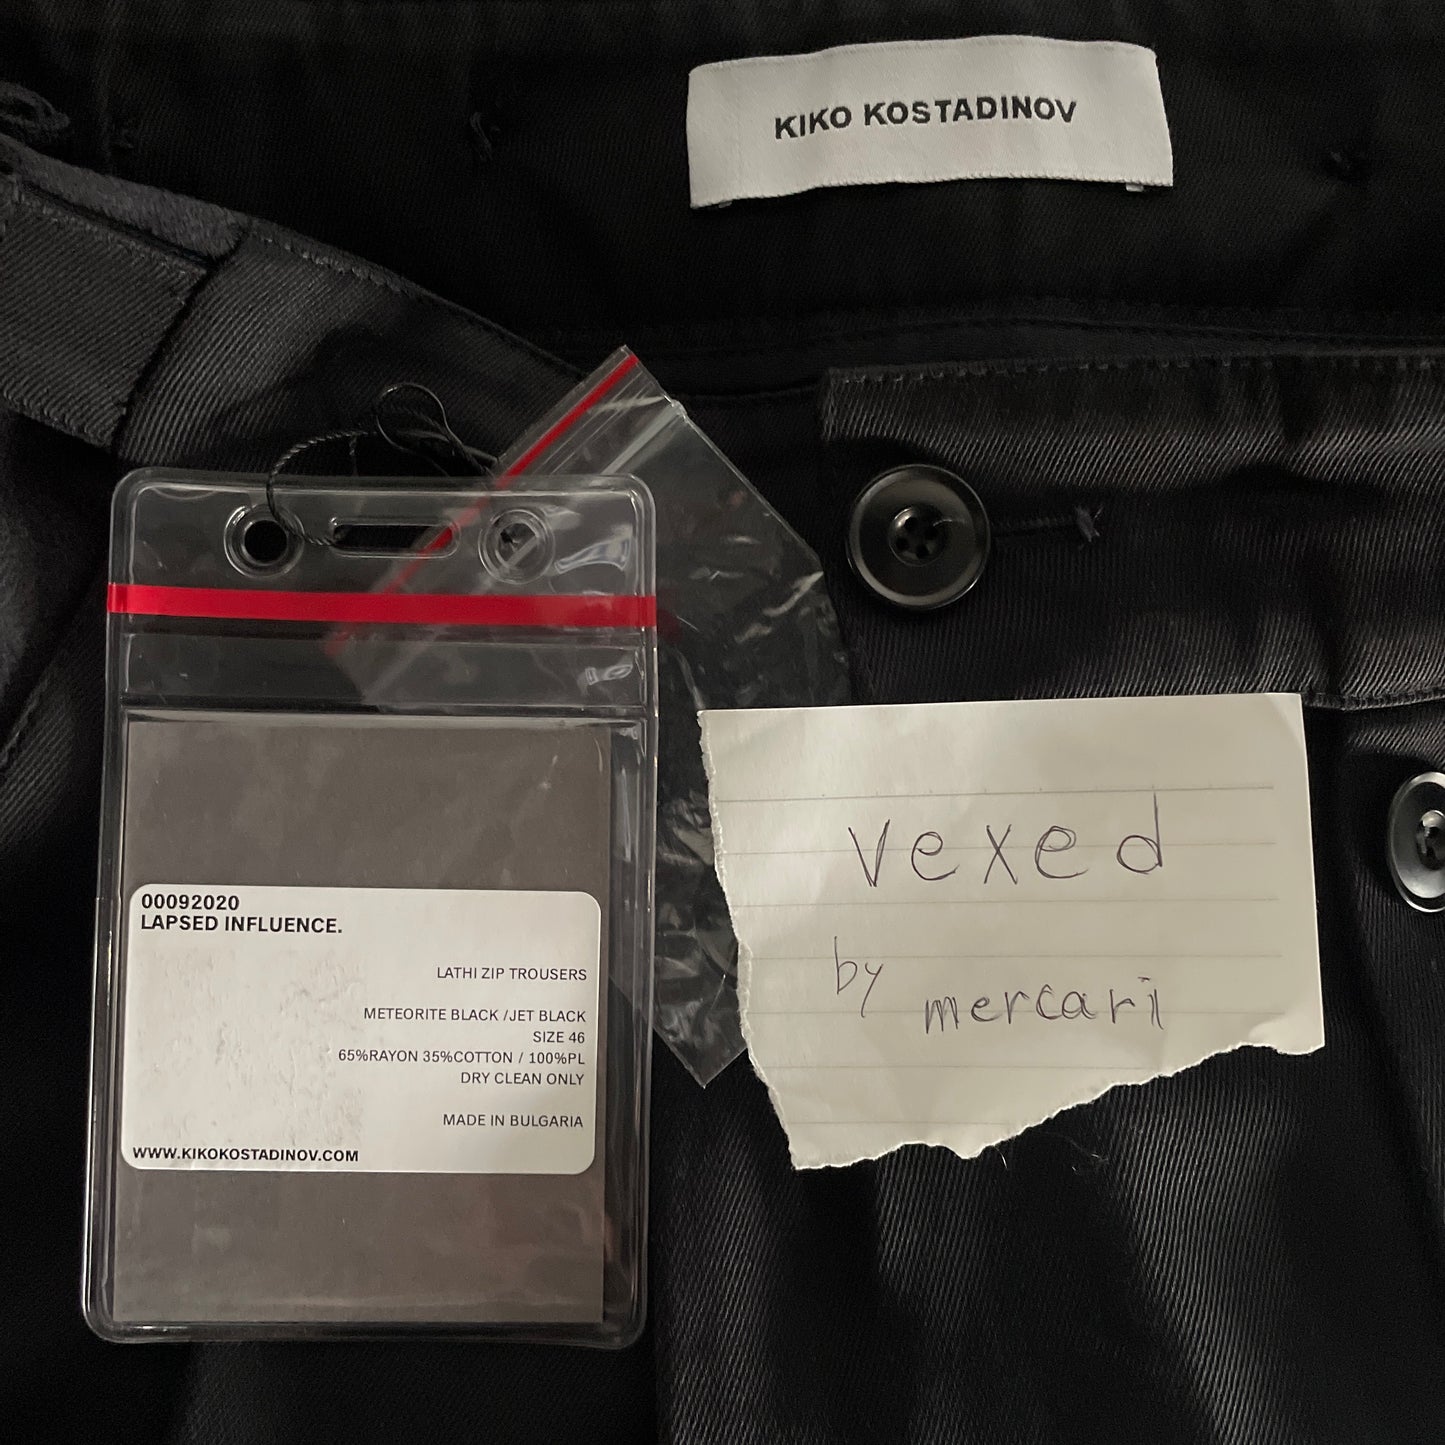 KIKO KOSTADINOV
00092020
LAPSED INFLUENCE.
LATHI ZIP TROUSERS
METEORITE BLACK /JET BLACK
SIZE 46
65%RAYON 35%COTTON / 100%PL
DRY CLEAN ONLY
MADE IN BULGARIA
WWW.KIKOKOSTADINOV.COM
vexed
by
mercari